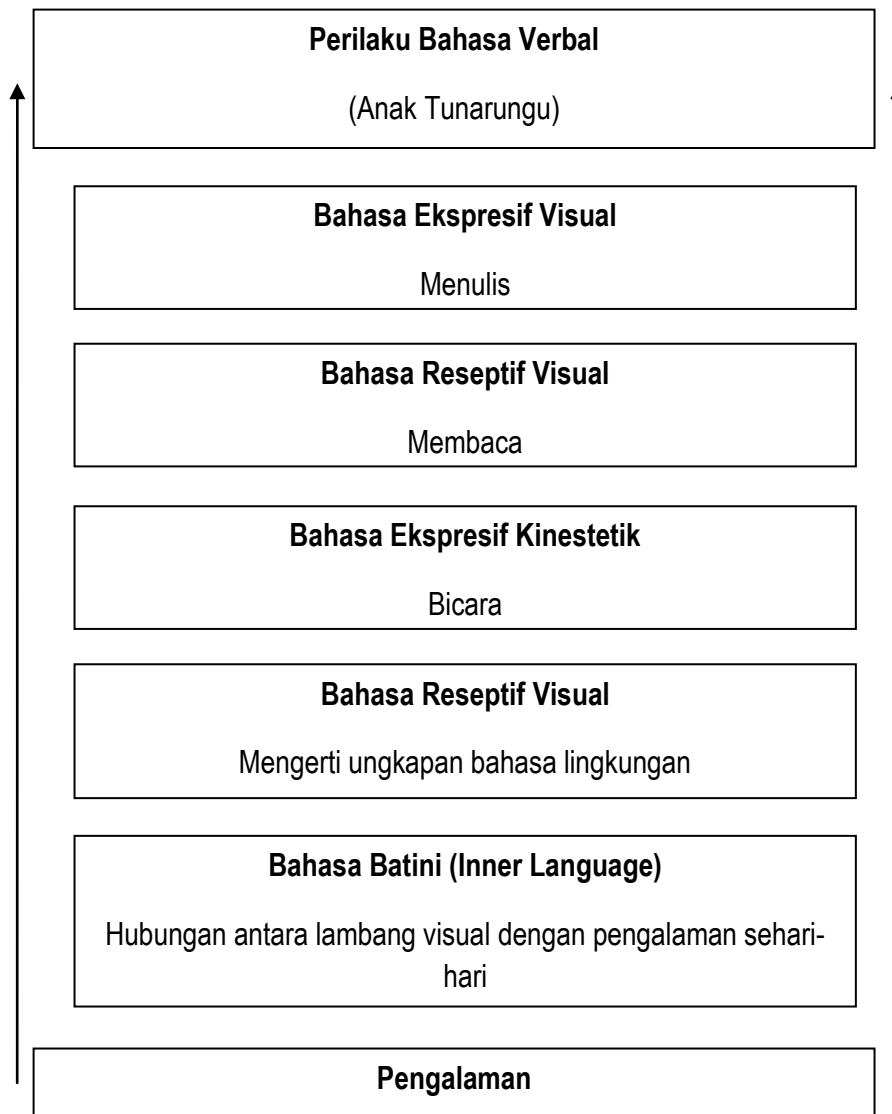 Perilaku Bahasa Verbal
(Anak Tunarungu)
Bahasa Ekspresif Visual
Menulis
Bahasa Reseptif Visual
Membaca
Bahasa Ekspresif Kinestetik
Bicara
Bahasa Reseptif Visual
Mengerti ungkapan bahasa lingkungan
Bahasa Batini (Inner Language)
Hubungan antara lambang visual dengan pengalaman sehari-
hari
Pengalaman